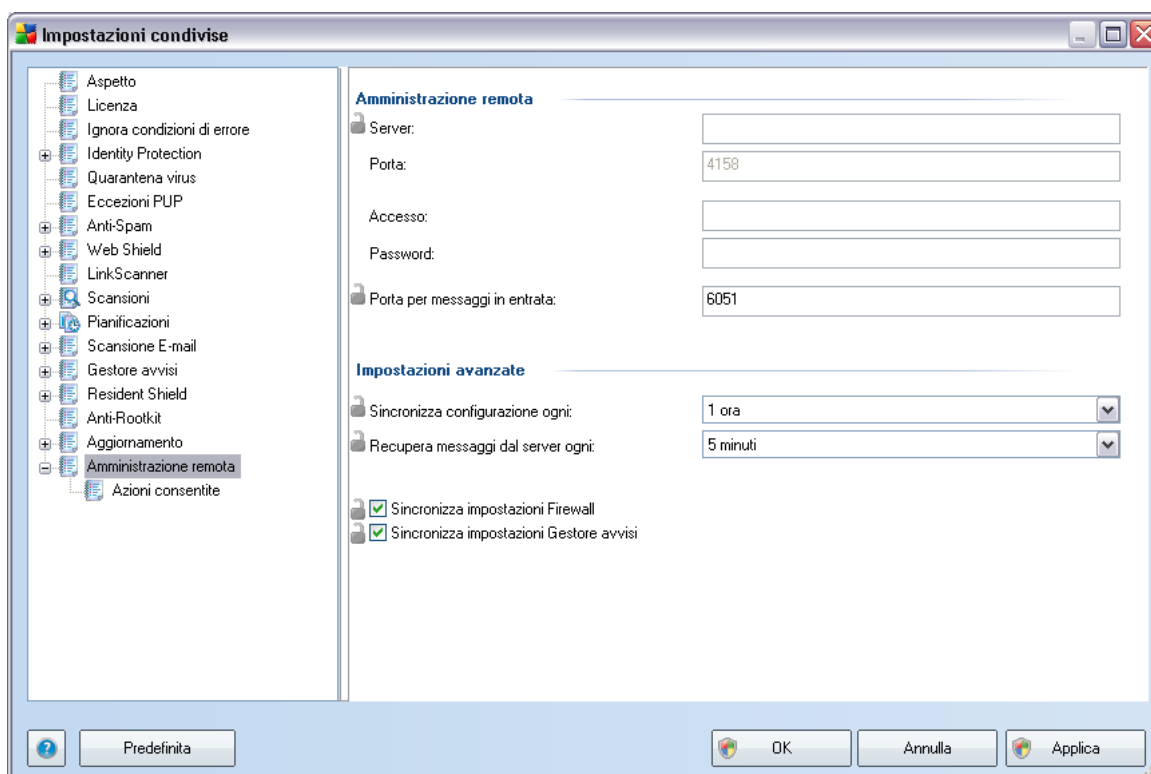 Impostazioni condivise
Aspetto
Licenza
Ignora condizioni di errore
Identity Protection
Quarantena virus
Eccezioni PUP
Anti-Spam
Web Shield
LinkScanner
Scansioni
Pianificazioni
Scansione E-mail
Gestore avvisi
Resident Shield
Anti-Rootkit
Aggiornamento
Amministrazione remota
Azioni consentite
Amministrazione remota
Server:
Porta: 4158
Accesso:
Password:
Porta per messaggi in entrata: 6051
Impostazioni avanzate
Sincronizza configurazione ogni: 1 ora
Recupera messaggi dal server ogni: 5 minuti
Sincronizza impostazioni Firewall
Sincronizza impostazioni Gestore avvisi
Predefinita OK Annulla Applica